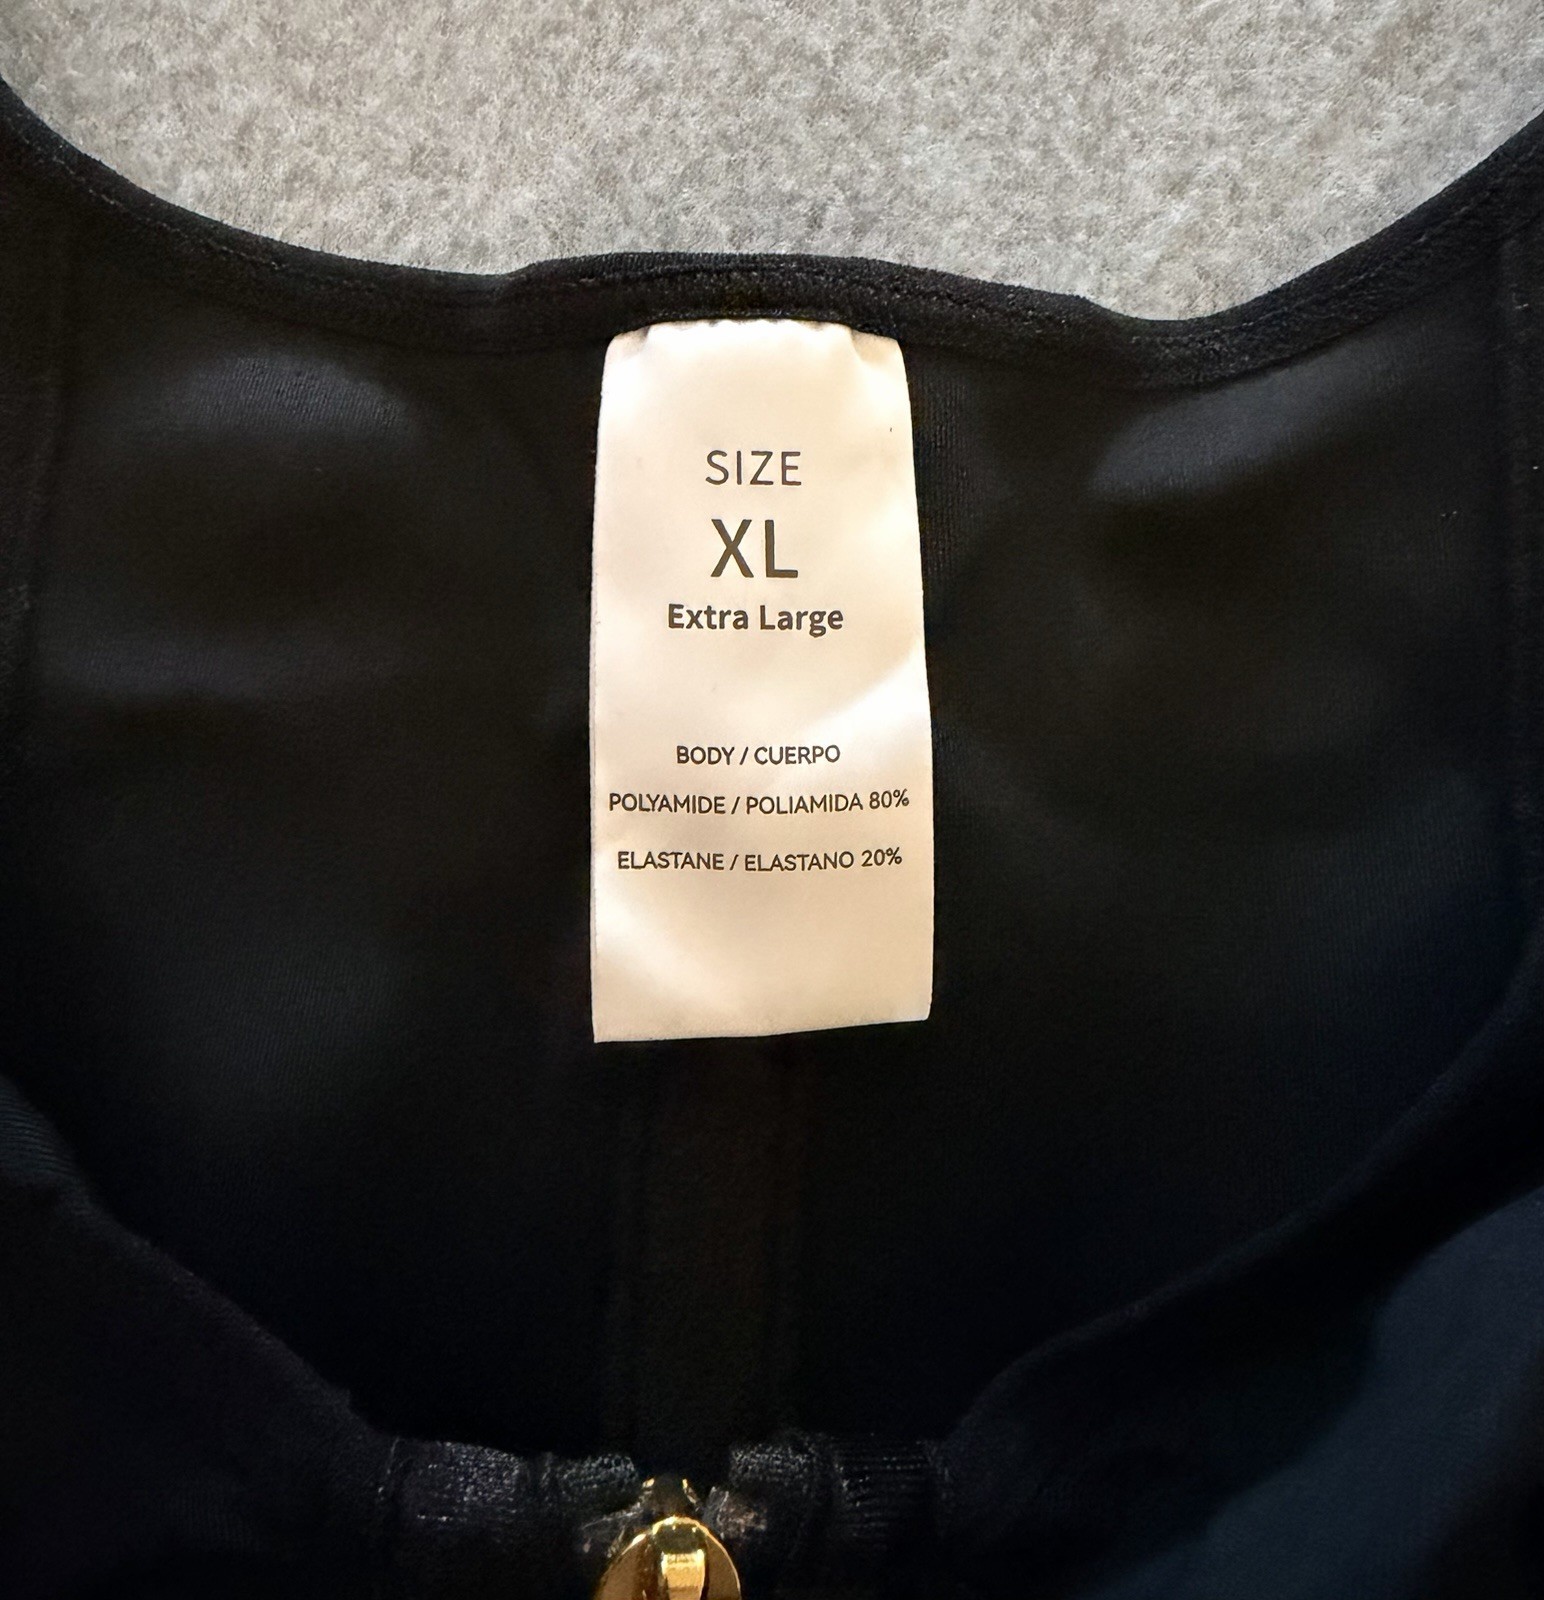 SIZE
XL
Extra Large
BODY / CUERPO
POLYAMIDE / POLIAMIDA 80%
ELASTANE / ELASTANO 20%